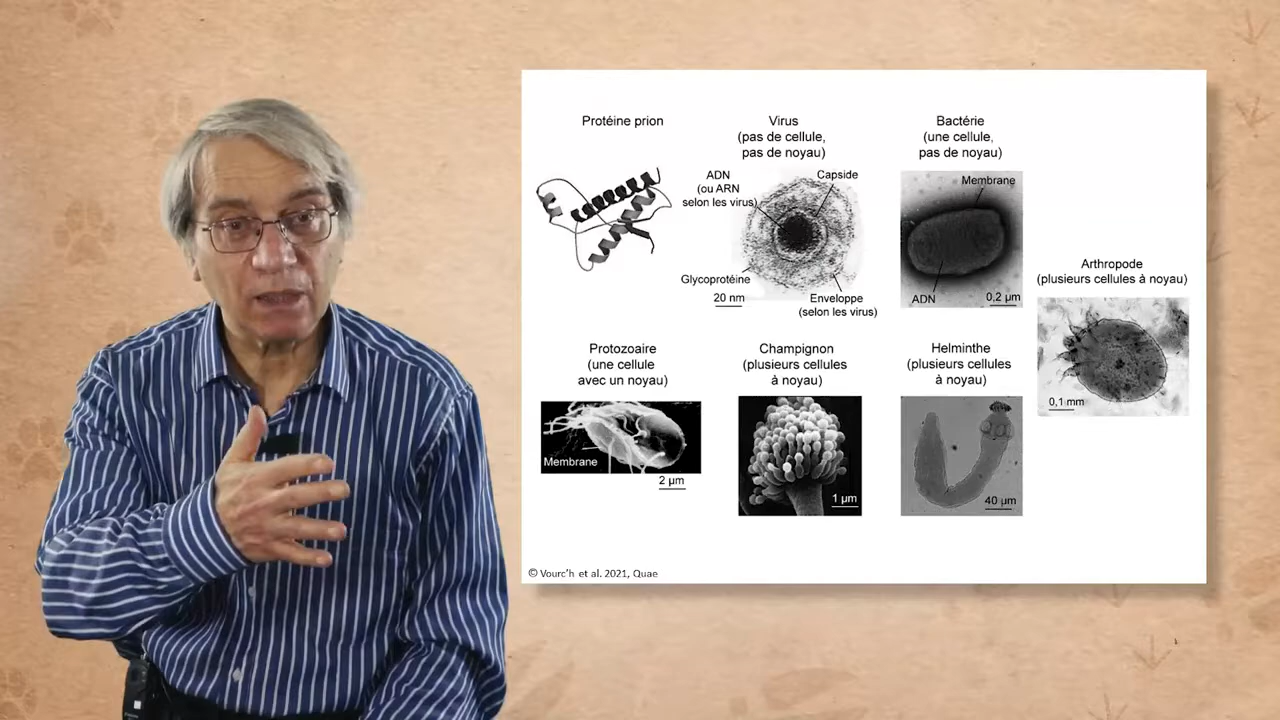 Protéine prion
Virus
(pas de cellule,
pas de noyau)
ADN
(ou ARN
selon les virus)
Capside
Glycoprotéine
20 nm
Enveloppe
(selon les virus)
Bactérie
(une cellule,
pas de noyau)
Membrane
ADN
0,2 µm
Arthropode
(plusieurs cellules à noyau)
0,1 mm
Protozoaire
(une cellule
avec un noyau)
Membrane
2 µm
Champignon
(plusieurs cellules
à noyau)
1 µm
Helminthe
(plusieurs cellules
à noyau)
40 µm
© Vourc'h et al. 2021, Quae